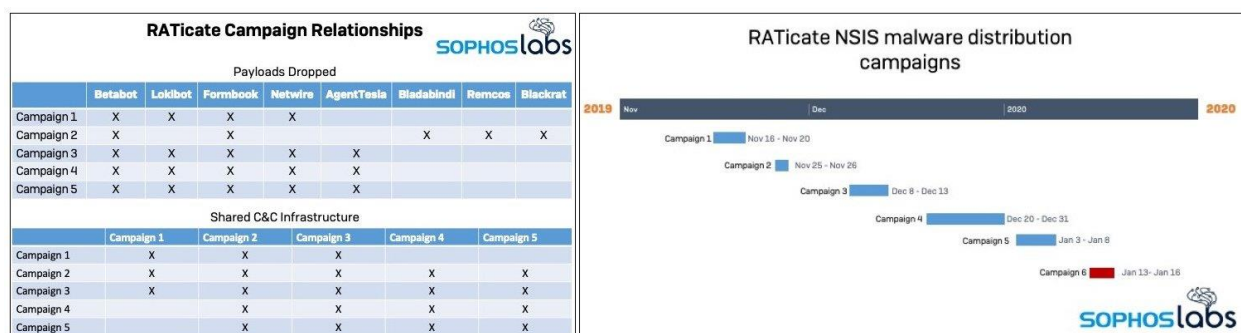 RATicate Campaign Relationships
SOPHOSlabs
Payloads Dropped
Betabot Lokibot Formbook Netwire AgentTesla Bladabindi Remcos Blackrat
Campaign 1 X X X X
Campaign 2 X X X X X
Campaign 3 X X X X X
Campaign 4 X X X X X
Campaign 5 X X X X X
Shared C&C Infrastructure
Campaign 1 Campaign 2 Campaign 3 Campaign 4 Campaign 5
Campaign 1 X X X
Campaign 2 X X X X X
Campaign 3 X X X X X
Campaign 4 X X X X
Campaign 5 X X X X
RATicate NSIS malware distribution
campaigns
2019 Nov Dec 2020 2020
Campaign 1 Nov 16 - Nov 20
Campaign 2 Nov 25 - Nov 26
Campaign 3 Dec 8 - Dec 13
Campaign 4 Dec 20 - Dec 31
Campaign 5 Jan 3 - Jan 8
Campaign 6 Jan 13- Jan 16
SOPHOSlabs